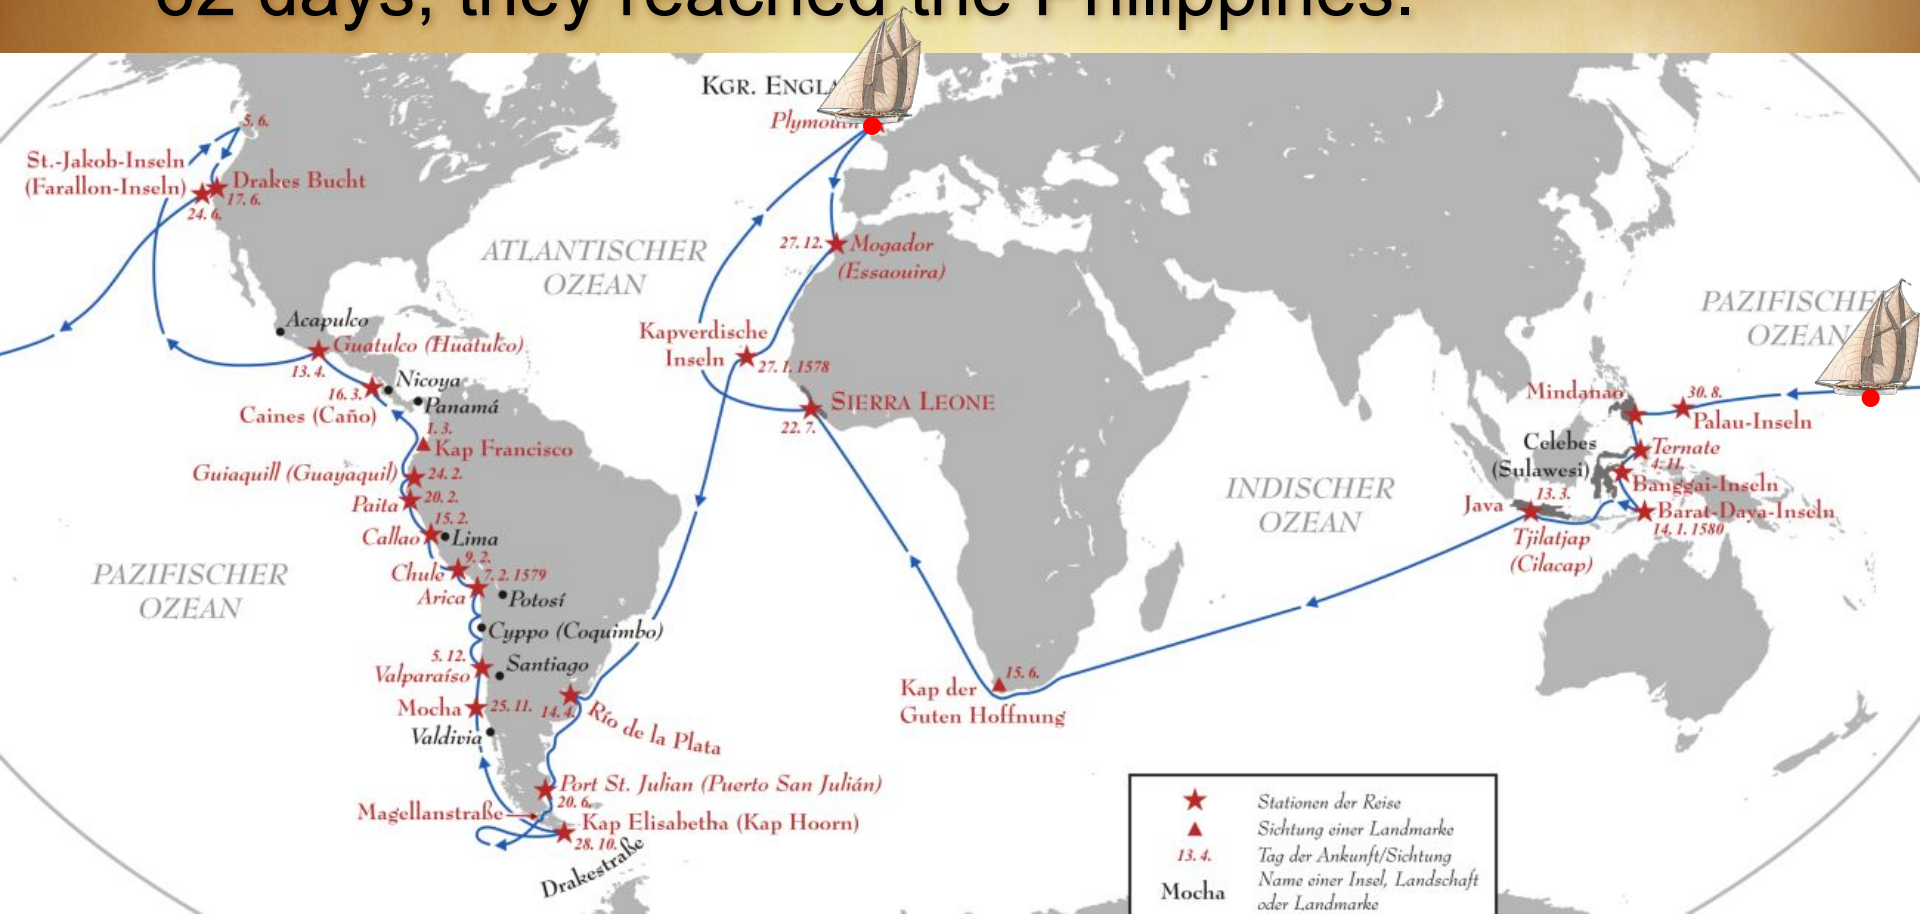 62 days, they reached the Philippines.
KGR. ENGLA
Plymouth
5. 6.
St.-Jakob-Inseln
(Farallon-Inseln)
Drakes Bucht
17. 6.
24. 6.
ATLANTISCHER
OZEAN
27. 12.
Mogador
(Essaouira)
Kapverdische
Inseln
27. 1. 1578
SIERRA LEONE
22. 7.
Acapulco
Guatulco (Huatulco)
13. 4.
Nicoya
16. 3.
Caines (Caño)
Panamá
1. 3.
Kap Francisco
Guiaquill (Guayaquil)
24. 2.
Paita
20. 2.
15. 2.
Callao
Lima
9. 2.
Chule
7. 2. 1579
Arica
Potosí
Cyppo (Coquimbo)
5. 12.
Santiago
Valparaíso
Mocha
25. 11.
14. 4.
Río de la Plata
Valdivia
Port St. Julian (Puerto San Julián)
20. 6.
Magellanstraße
Kap Elisabetha (Kap Hoorn)
28. 10.
Drakestraße
PAZIFISCHER
OZEAN
PAZIFISCHE
OZEAN
Mindanao
30. 8.
Palau-Inseln
Celebes
(Sulawesi)
Ternate
4. 11.
Banggai-Inseln
Java
13. 3.
Barat-Daya-Inseln
14. 1. 1580
Tjilatjap
(Cilacap)
INDISCHER
OZEAN
15. 6.
Kap der
Guten Hoffnung
Stationen der Reise
Sichtung einer Landmarke
13. 4.
Tag der Ankunft/Sichtung
Mocha
Name einer Insel, Landschaft
oder Landmarke